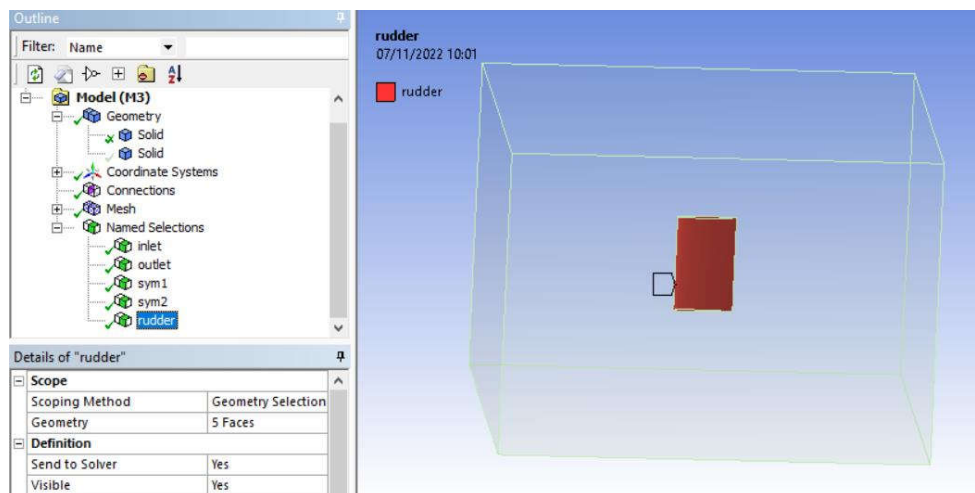 Outline
Filter: Name
Model (M3)
Geometry
Solid
Solid
Coordinate Systems
Connections
Mesh
Named Selections
inlet
outlet
sym1
sym2
rudder
Details of "rudder"
Scope
Scoping Method Geometry Selection
Geometry 5 Faces
Definition
Send to Solver Yes
Visible Yes
rudder
07/11/2022 10:01
rudder